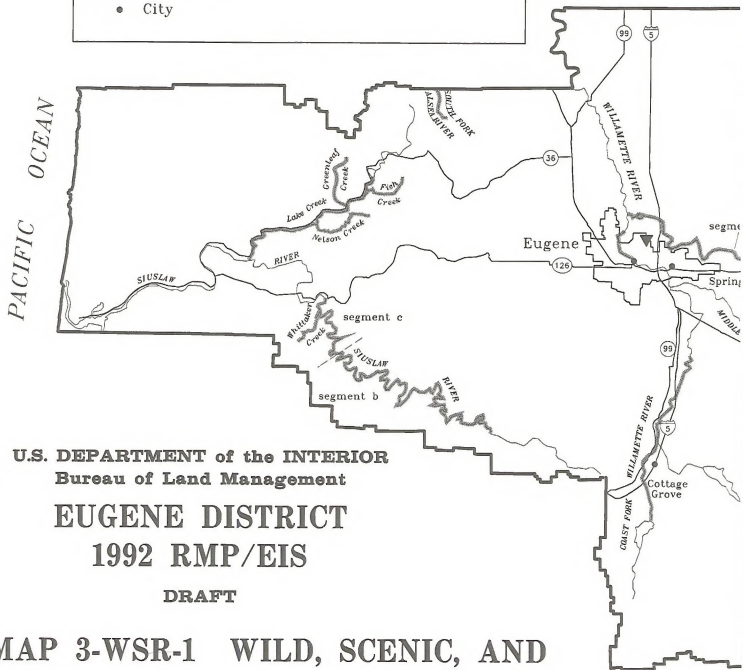 City
99
5
PACIFIC OCEAN
SOUTH FORK
ALSEA RIVER
WILLAMETTE RIVER
Greenleaf
Creek
36
Fish
Creek
Lake Creek
Nelson Creek
segme
Eugene
RIVER
126
SIUSLAW
Spring
MIDDLE
Whittaker
Creek
segment c
99
SIUSLAW
RIVER
segment b
WILLAMETTE RIVER
5
U.S. DEPARTMENT of the INTERIOR
Bureau of Land Management
Cottage
Grove
COAST FORK
EUGENE DISTRICT
1992 RMP/EIS
DRAFT
MAP 3-WSR-1 WILD, SCENIC, AND